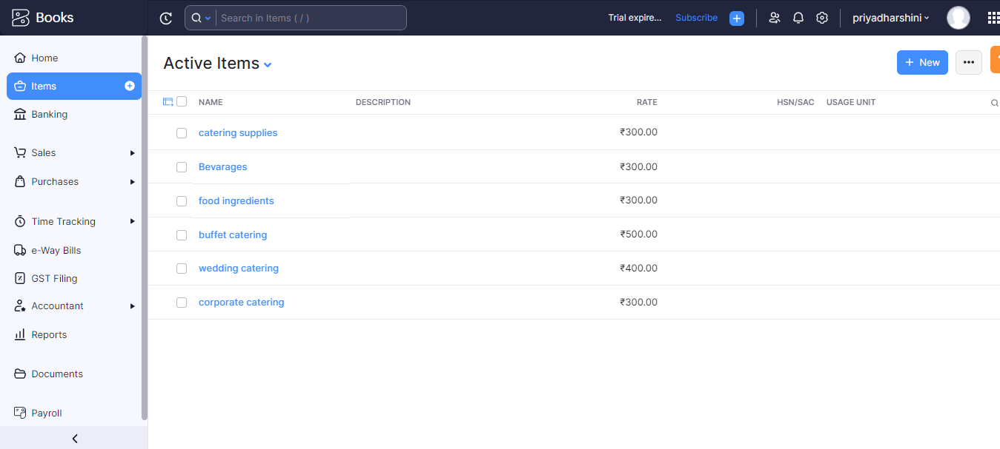 Books
Search in Items ( / )
Trial expire...
Subscribe
priyadharshini
Home
Items
Banking
Sales
Purchases
Time Tracking
e-Way Bills
GST Filing
Accountant
Reports
Documents
Payroll
Active Items
+ New
NAME DESCRIPTION RATE HSN/SAC USAGE UNIT
catering supplies ₹300.00
Bevarages ₹300.00
food ingredients ₹300.00
buffet catering ₹500.00
wedding catering ₹400.00
corporate catering ₹300.00